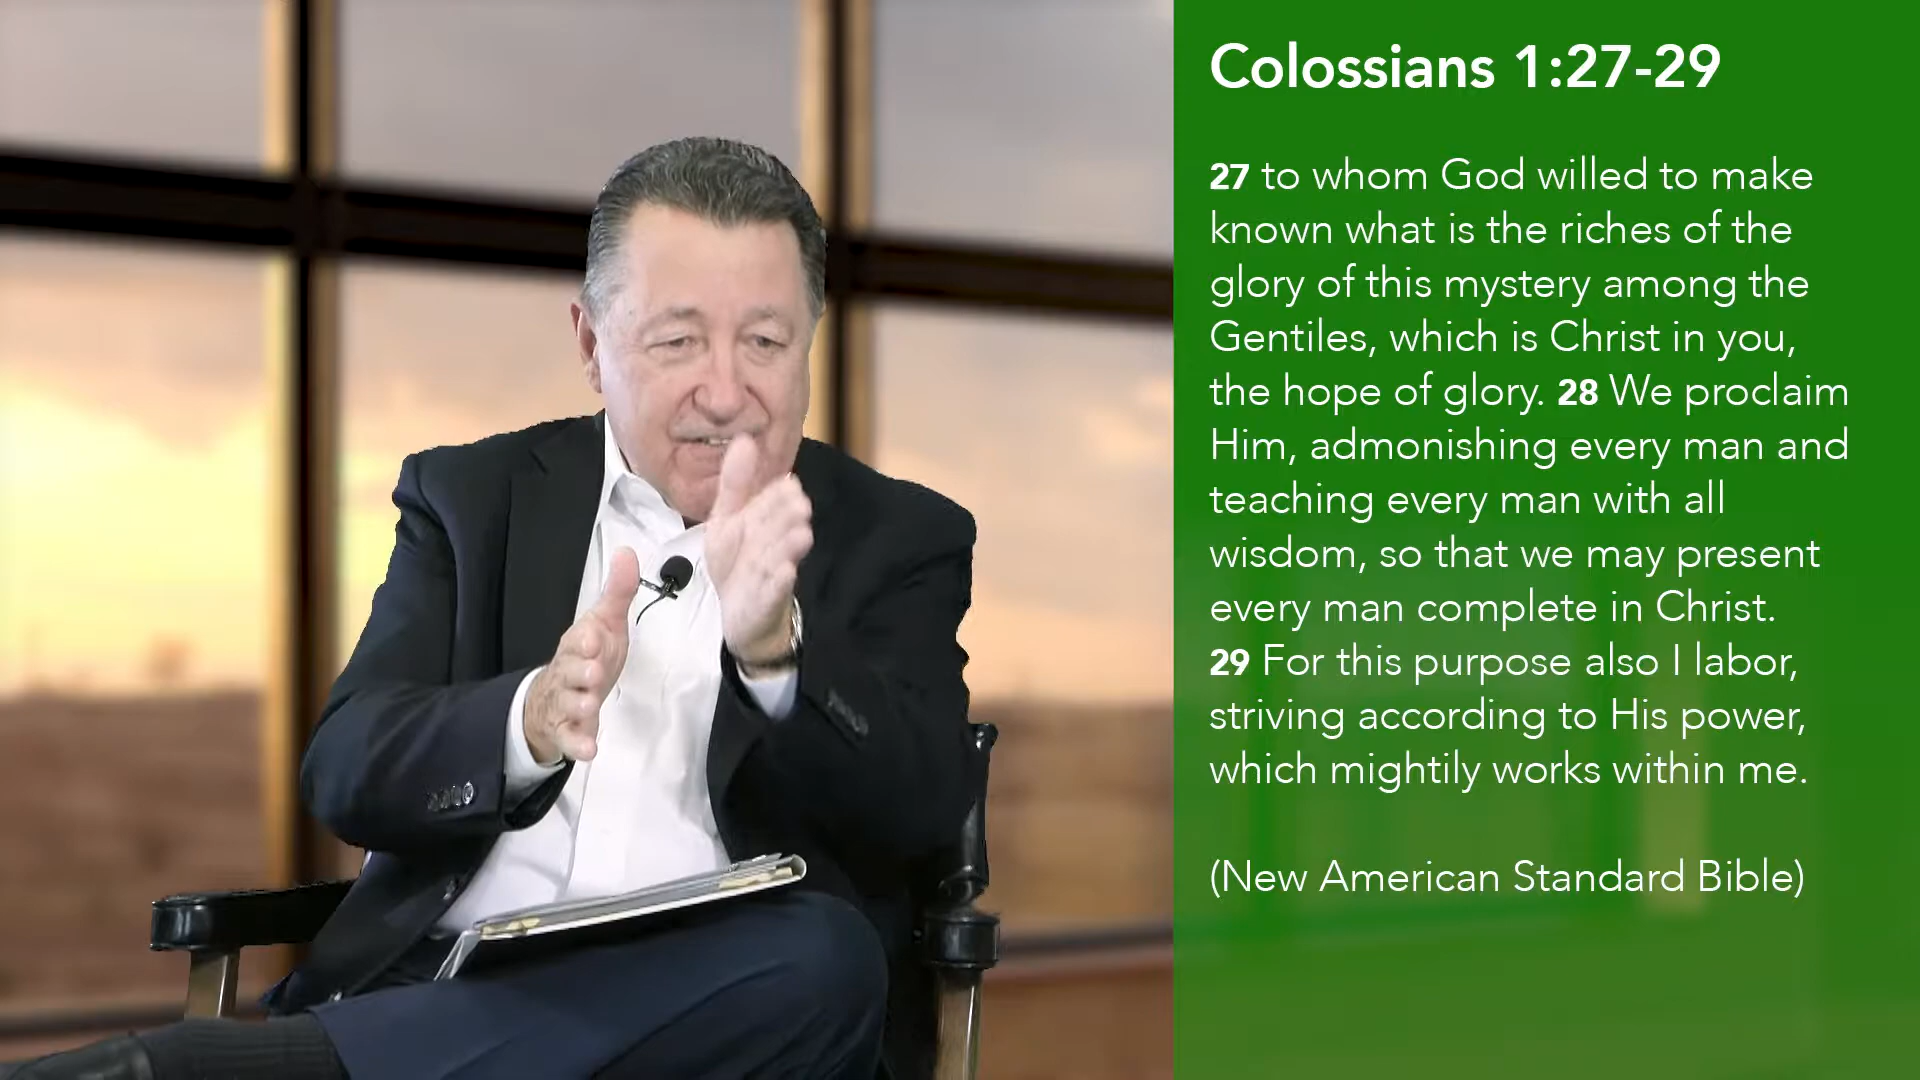 Colossians 1:27-29
27 to whom God willed to make
known what is the riches of the
glory of this mystery among the
Gentiles, which is Christ in you,
the hope of glory. 28 We proclaim
Him, admonishing every man and
teaching every man with all
wisdom, so that we may present
every man complete in Christ.
29 For this purpose also I labor,
striving according to His power,
which mightily works within me.
(New American Standard Bible)